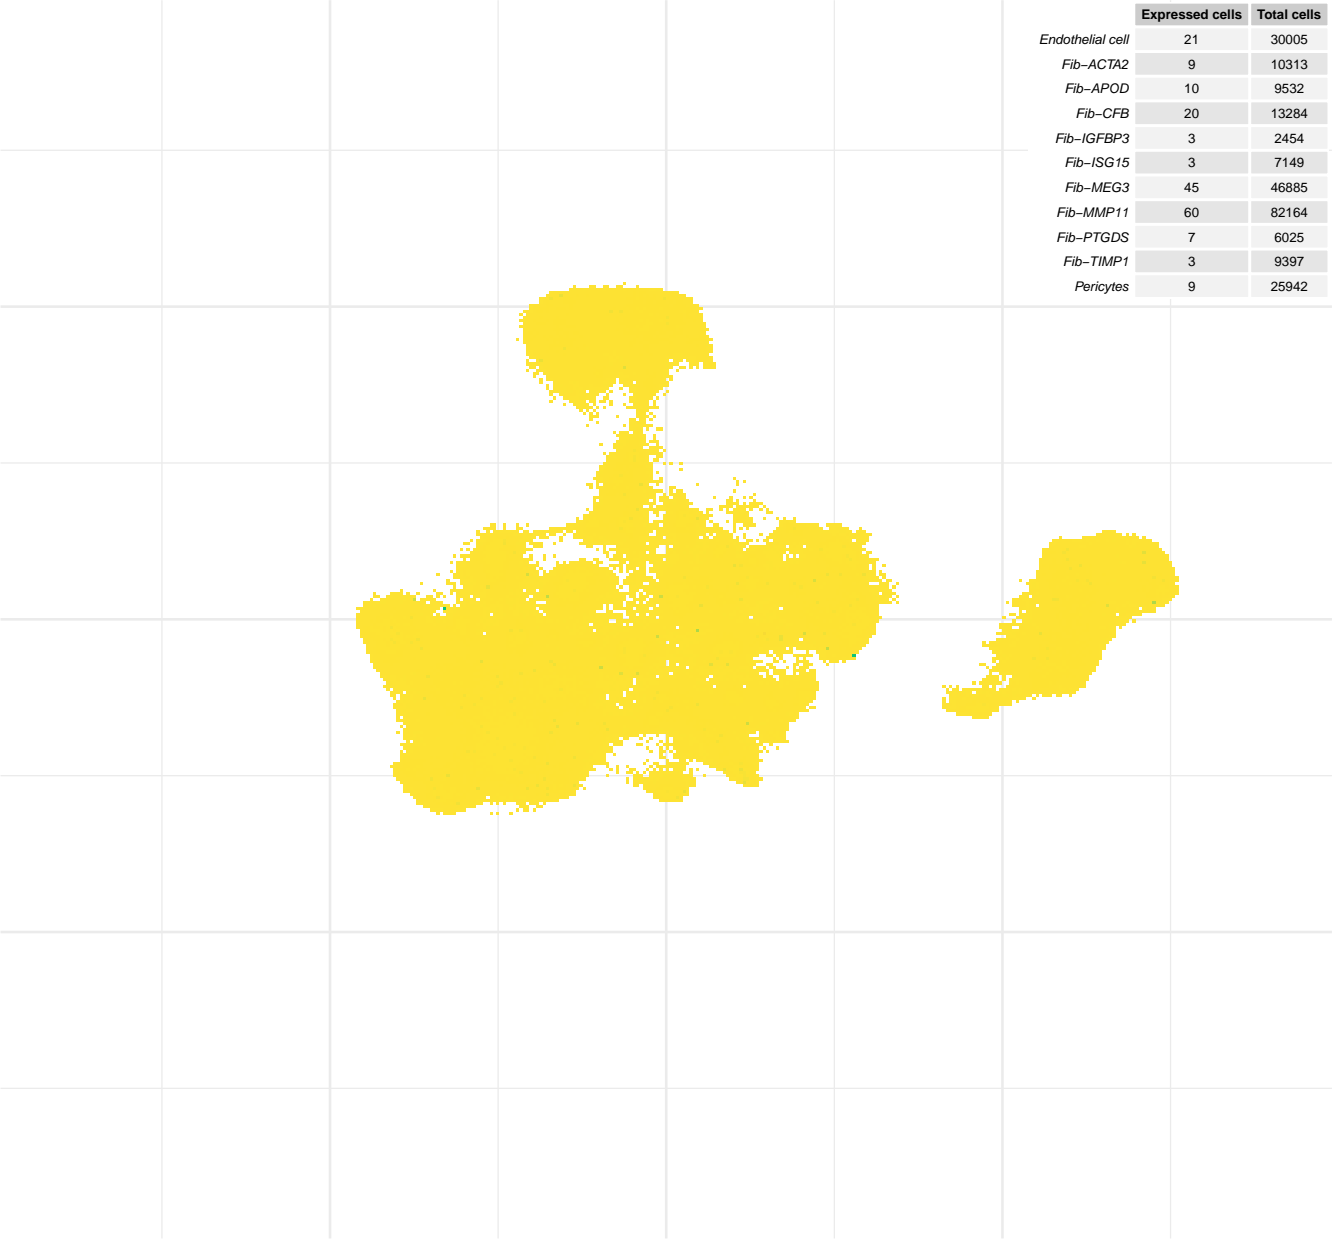 Expressed cells Total cells
Endothelial cell 21 30005
Fib−ACTA2 9 10313
Fib−APOD 10 9532
Fib−CFB 20 13284
Fib−IGFBP3 3 2454
Fib−ISG15 3 7149
Fib−MEG3 45 46885
Fib−MMP11 60 82164
Fib−PTGDS 7 6025
Fib−TIMP1 3 9397
Pericytes 9 25942